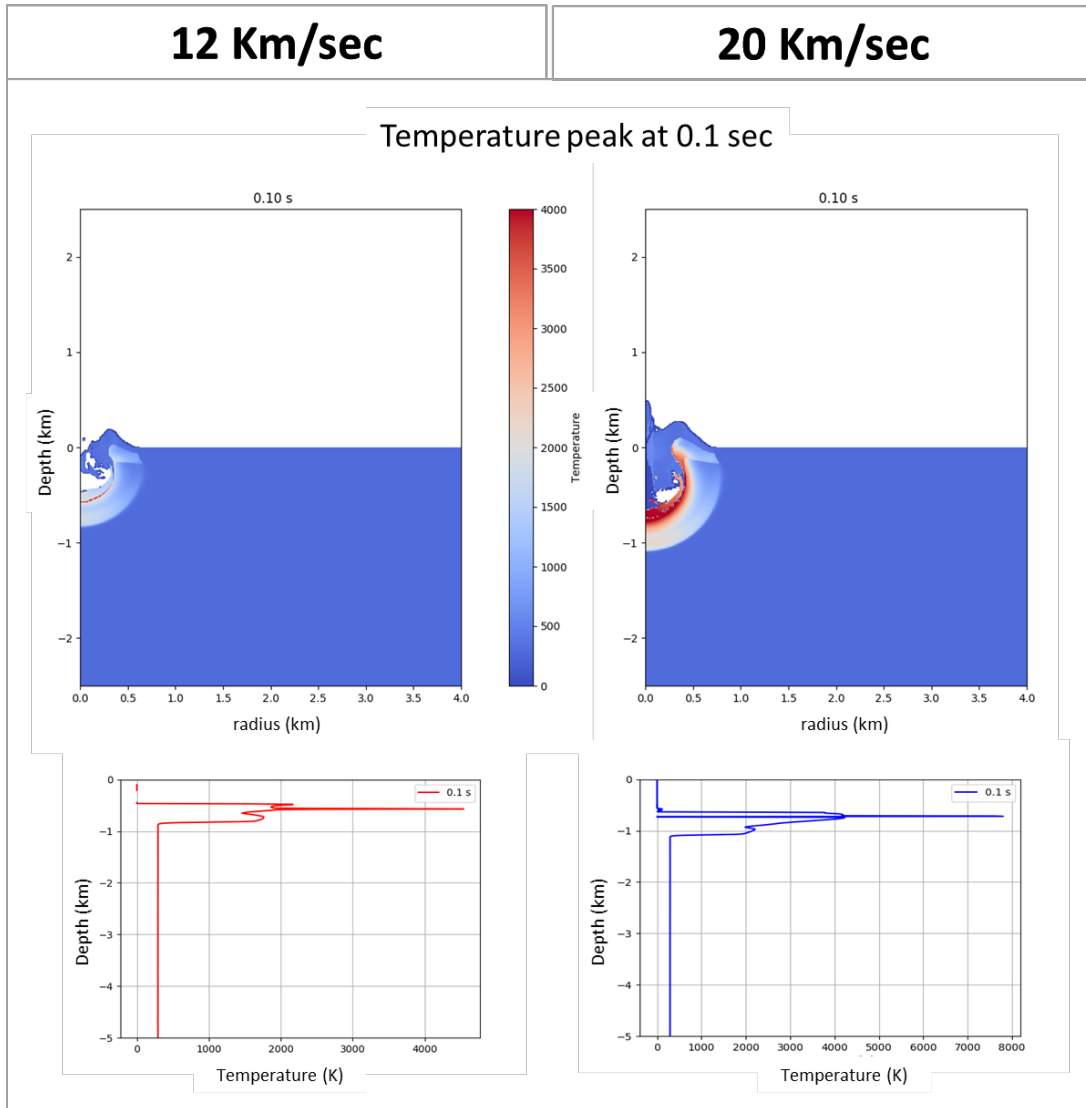 12 Km/sec
20 Km/sec
Temperature peak at 0.1 sec
0.10 s
2
1
0
−1
−2
Depth (km)
0.0 0.5 1.0 1.5 2.0 2.5 3.0 3.5 4.0
radius (km)
4000
3500
3000
2500
2000
1500
1000
500
0
Temperature
0.10 s
2
1
0
−1
−2
Depth (km)
0.0 0.5 1.0 1.5 2.0 2.5 3.0 3.5 4.0
radius (km)
0.1 s
0
−1
−2
−3
−4
−5
Depth (km)
0 1000 2000 3000 4000
Temperature (K)
0.1 s
0
−1
−2
−3
−4
−5
Depth (km)
0 1000 2000 3000 4000 5000 6000 7000 8000
Temperature (K)